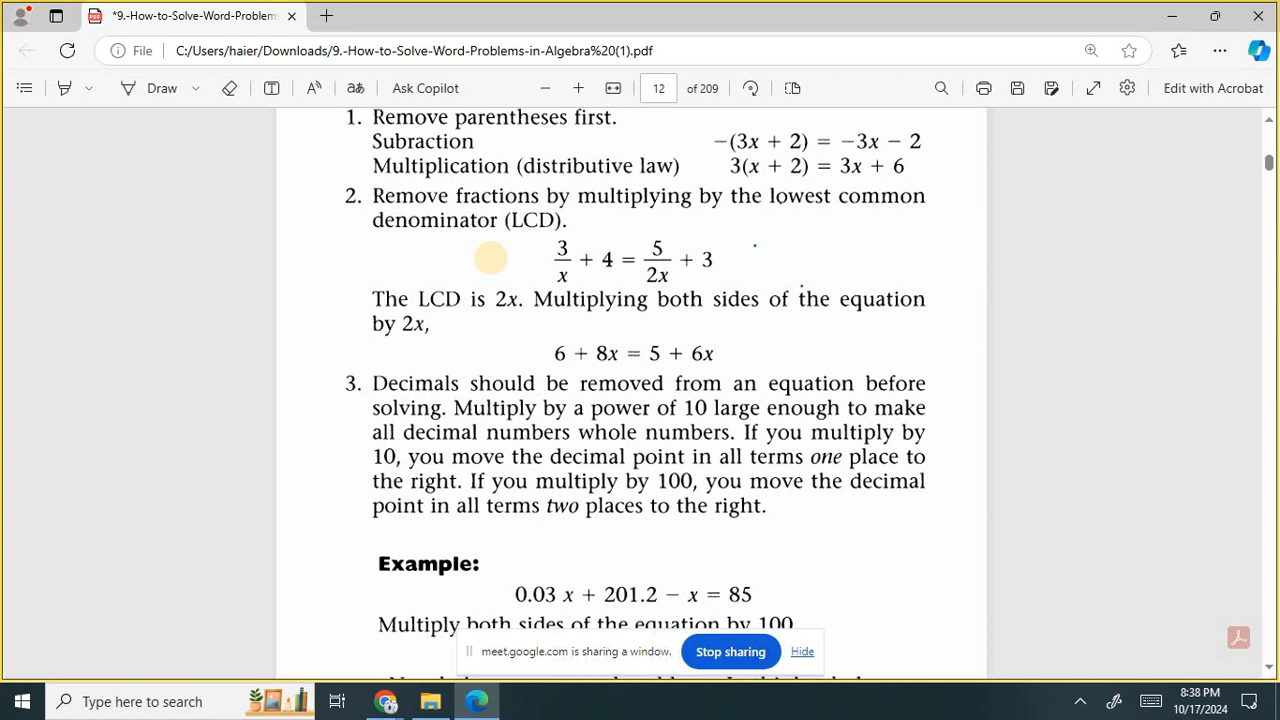 *9.-How-to-Solve-Word-Problem
File C:/Users/haier/Downloads/9.-How-to-Solve-Word-Problems-in-Algebra%20(1).pdf
Draw Ask Copilot 12 of 209 Edit with Acrobat
1. Remove parentheses first.
Subraction −(3x + 2) = −3x − 2
Multiplication (distributive law) 3(x + 2) = 3x + 6
2. Remove fractions by multiplying by the lowest common
denominator (LCD).
3/x + 4 = 5/2x + 3
The LCD is 2x. Multiplying both sides of the equation
by 2x,
6 + 8x = 5 + 6x
3. Decimals should be removed from an equation before
solving. Multiply by a power of 10 large enough to make
all decimal numbers whole numbers. If you multiply by
10, you move the decimal point in all terms one place to
the right. If you multiply by 100, you move the decimal
point in all terms two places to the right.
Example:
0.03 x + 201.2 − x = 85
Multiply both sides of the equation by 100
meet.google.com is sharing a window. Stop sharing Hide
Type here to search
8:38 PM
10/17/2024